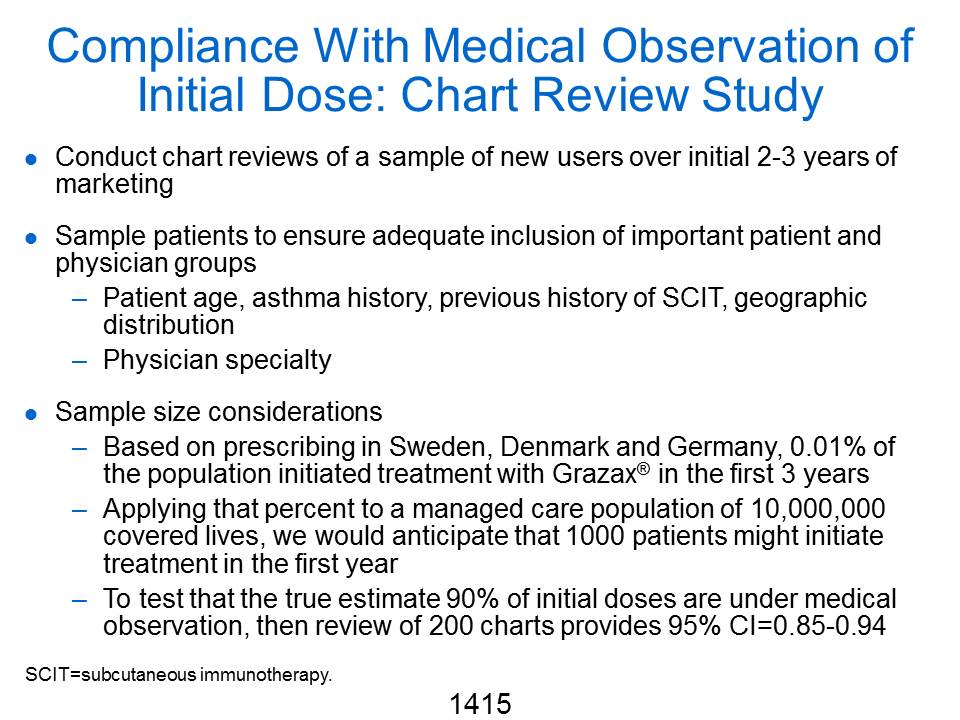 Compliance With Medical Observation of
Initial Dose: Chart Review Study
● Conduct chart reviews of a sample of new users over initial 2-3 years of
marketing
● Sample patients to ensure adequate inclusion of important patient and
physician groups
– Patient age, asthma history, previous history of SCIT, geographic
distribution
– Physician specialty
● Sample size considerations
– Based on prescribing in Sweden, Denmark and Germany, 0.01% of
the population initiated treatment with Grazax® in the first 3 years
– Applying that percent to a managed care population of 10,000,000
covered lives, we would anticipate that 1000 patients might initiate
treatment in the first year
– To test that the true estimate 90% of initial doses are under medical
observation, then review of 200 charts provides 95% CI=0.85-0.94
SCIT=subcutaneous immunotherapy.
1415